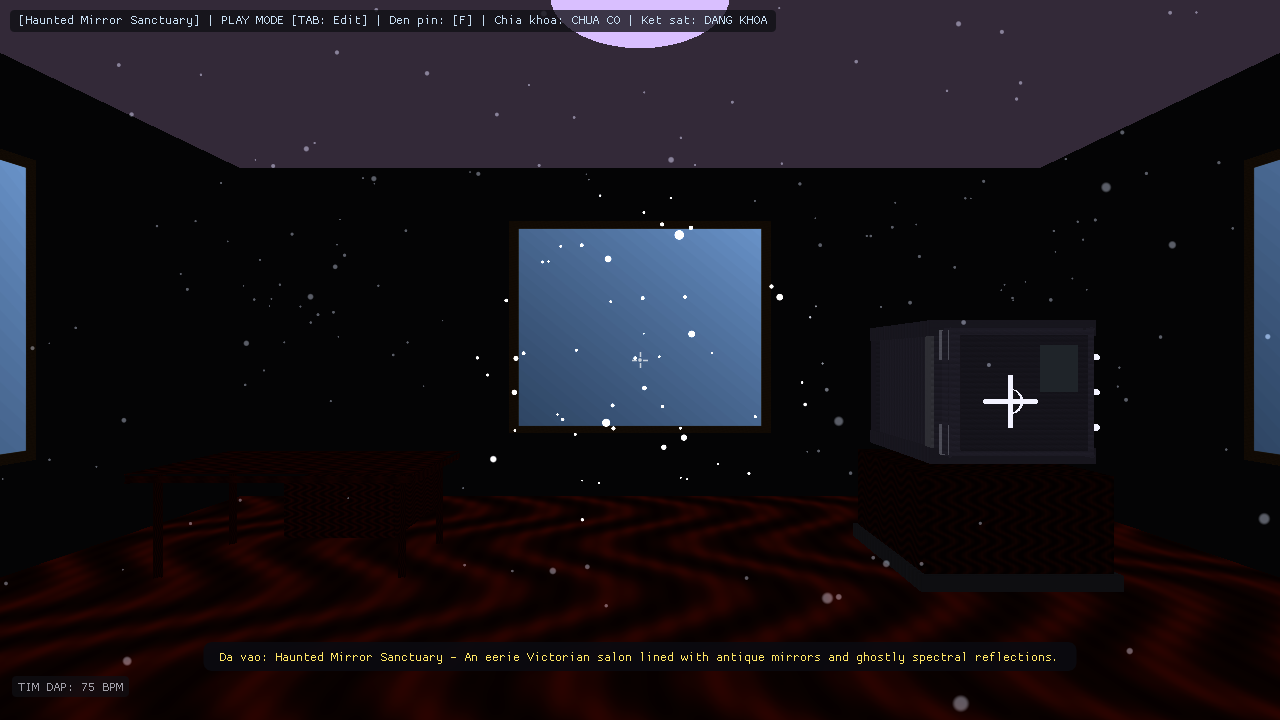 [Haunted Mirror Sanctuary] | PLAY MODE [TAB: Edit] | Den pin: [F] | Chia khoa: CHUA CO | Ket sat: DANG KHOA
Da vao: Haunted Mirror Sanctuary - An eerie Victorian salon lined with antique mirrors and ghostly spectral reflections.
TIM DAP: 75 BPM